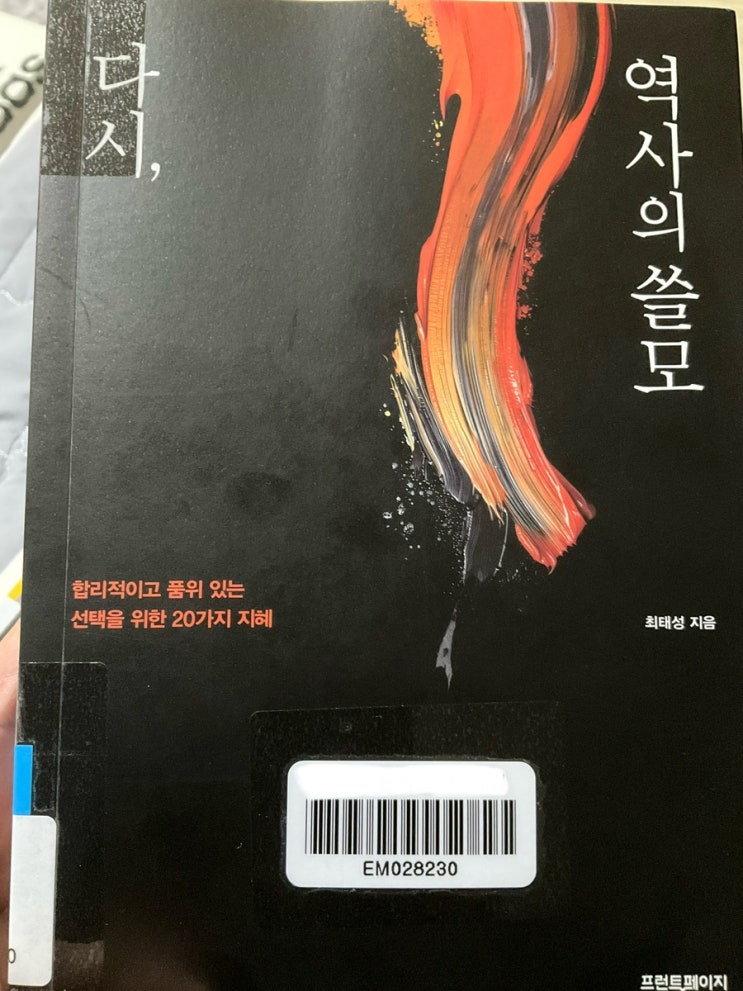 다시,
역사의 쓸모
합리적이고 품위 있는
선택을 위한 20가지 지혜
최태성 지음
EM028230
프런트페이지
0